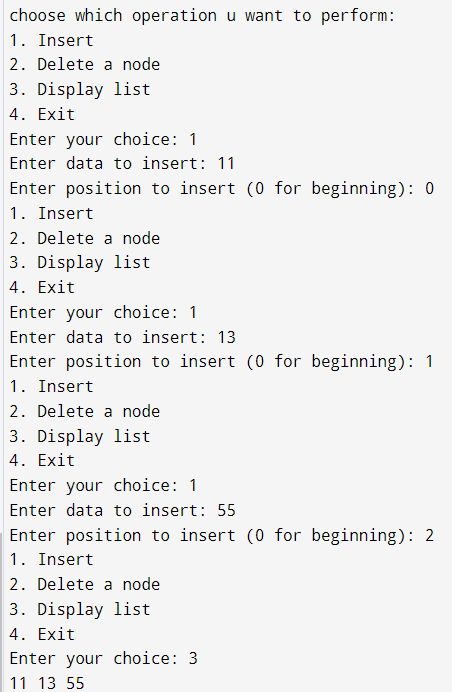 choose which operation u want to perform:
1. Insert
2. Delete a node
3. Display list
4. Exit
Enter your choice: 1
Enter data to insert: 11
Enter position to insert (0 for beginning): 0
1. Insert
2. Delete a node
3. Display list
4. Exit
Enter your choice: 1
Enter data to insert: 13
Enter position to insert (0 for beginning): 1
1. Insert
2. Delete a node
3. Display list
4. Exit
Enter your choice: 1
Enter data to insert: 55
Enter position to insert (0 for beginning): 2
1. Insert
2. Delete a node
3. Display list
4. Exit
Enter your choice: 3
11 13 55